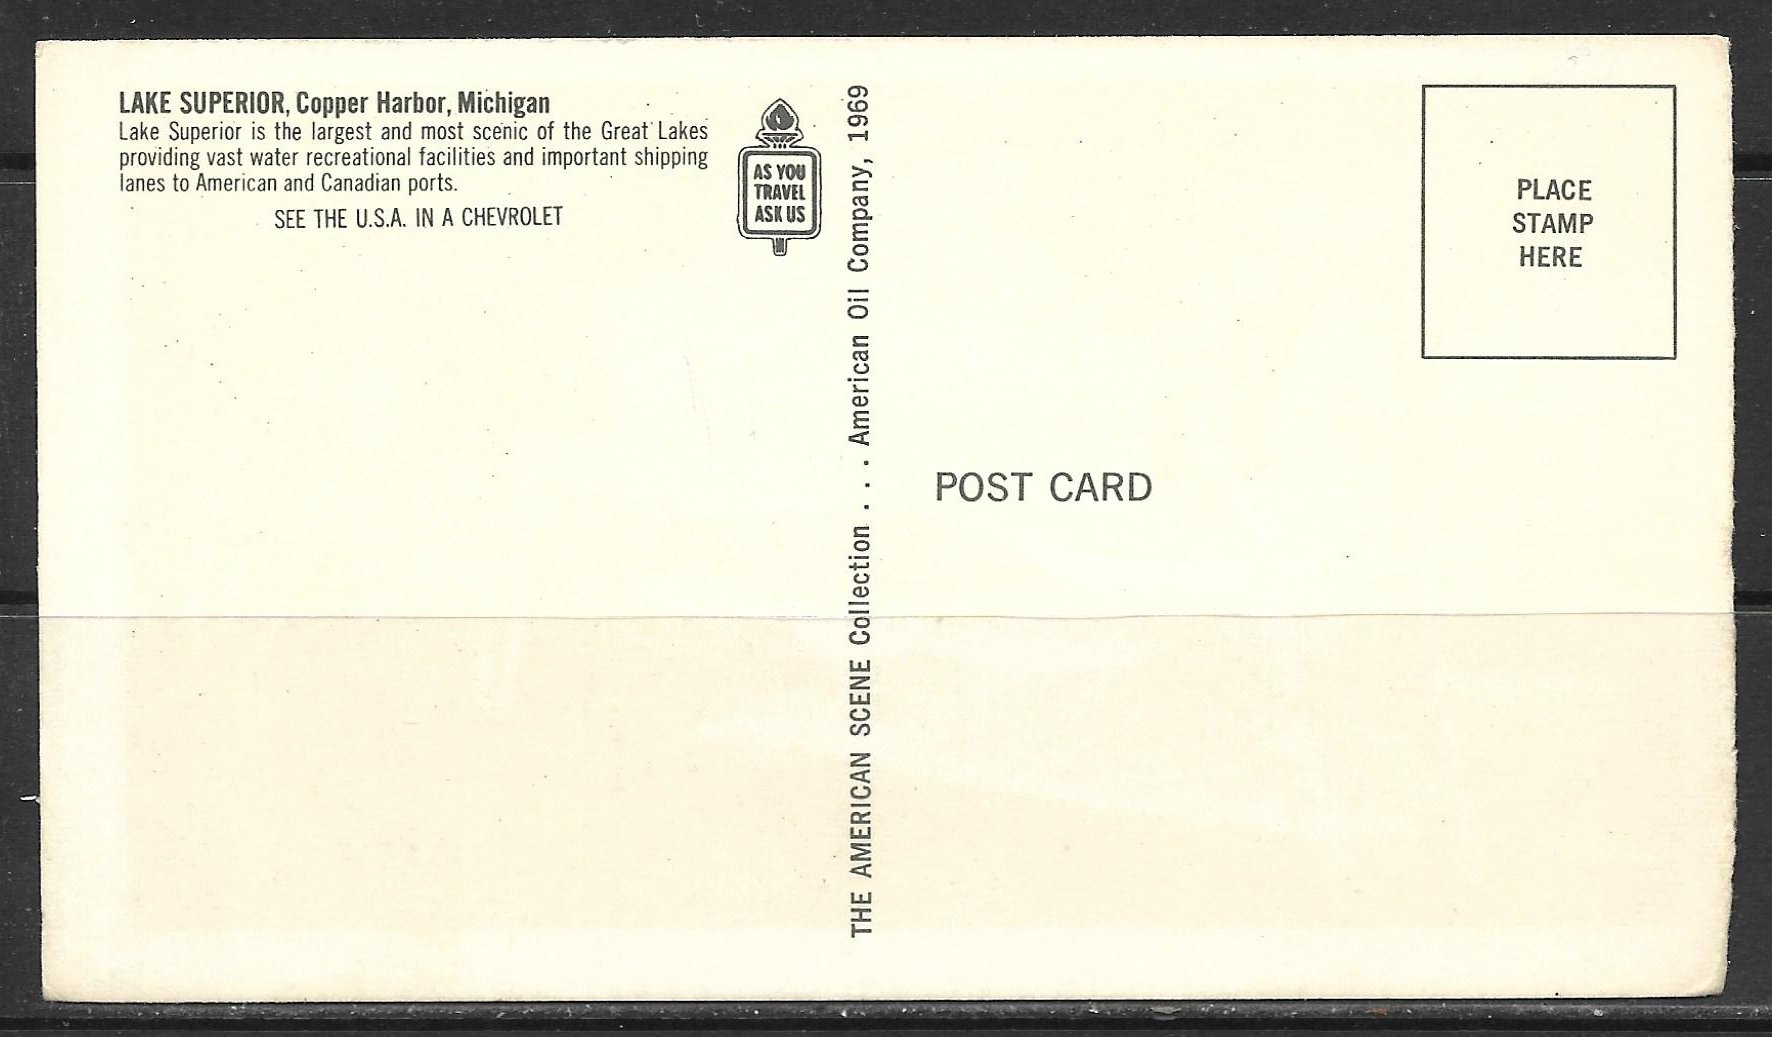 LAKE SUPERIOR, Copper Harbor, Michigan
Lake Superior is the largest and most scenic of the Great Lakes
providing vast water recreational facilities and important shipping
lanes to American and Canadian ports.
SEE THE U.S.A. IN A CHEVROLET
AS YOU
TRAVEL
ASK US
THE AMERICAN SCENE Collection . . . American Oil Company, 1969
PLACE
STAMP
HERE
POST CARD